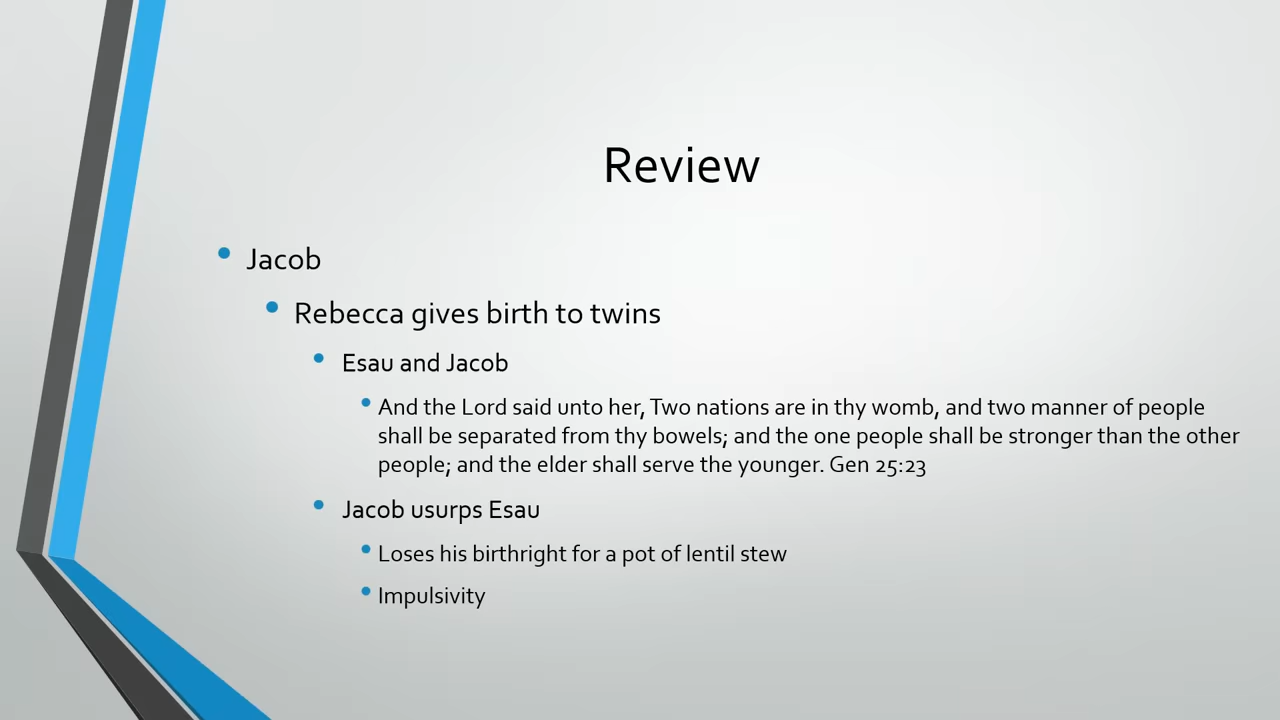 Review
Jacob
Rebecca gives birth to twins
Esau and Jacob
And the Lord said unto her, Two nations are in thy womb, and two manner of people
shall be separated from thy bowels; and the one people shall be stronger than the other
people; and the elder shall serve the younger. Gen 25:23
Jacob usurps Esau
Loses his birthright for a pot of lentil stew
Impulsivity